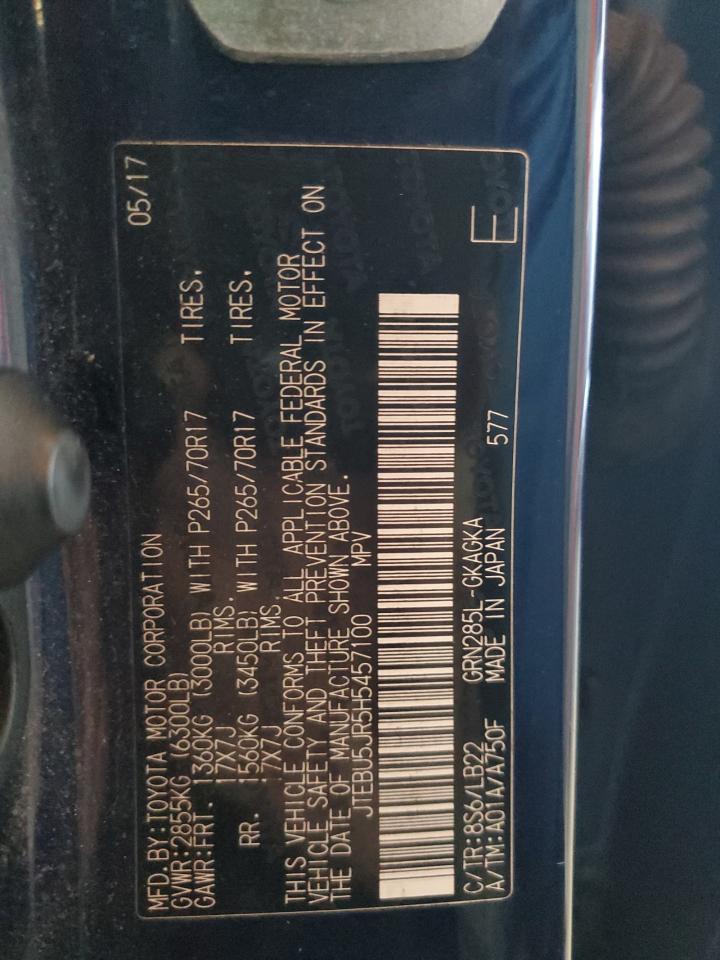 MFD.BY:TOYOTA MOTOR CORPORATION 05/17
GVWR:2855KG (6300LB)
GAWR:FRT. 1360KG (3000LB) WITH P265/70R17 TIRES.
17X7J RIMS.
RR. 1560KG (3450LB) WITH P265/70R17 TIRES.
17X7J RIMS.
THIS VEHICLE CONFORMS TO ALL APPLICABLE FEDERAL MOTOR
VEHICLE SAFETY AND THEFT PREVENTION STANDARDS IN EFFECT ON
THE DATE OF MANUFACTURE SHOWN ABOVE.
JTEBU5JR5H5457100 MPV
C/TR:8S6/LB22 GRN285L-GKAGKA
A/TM:A01A/A750F MADE IN JAPAN 577 E